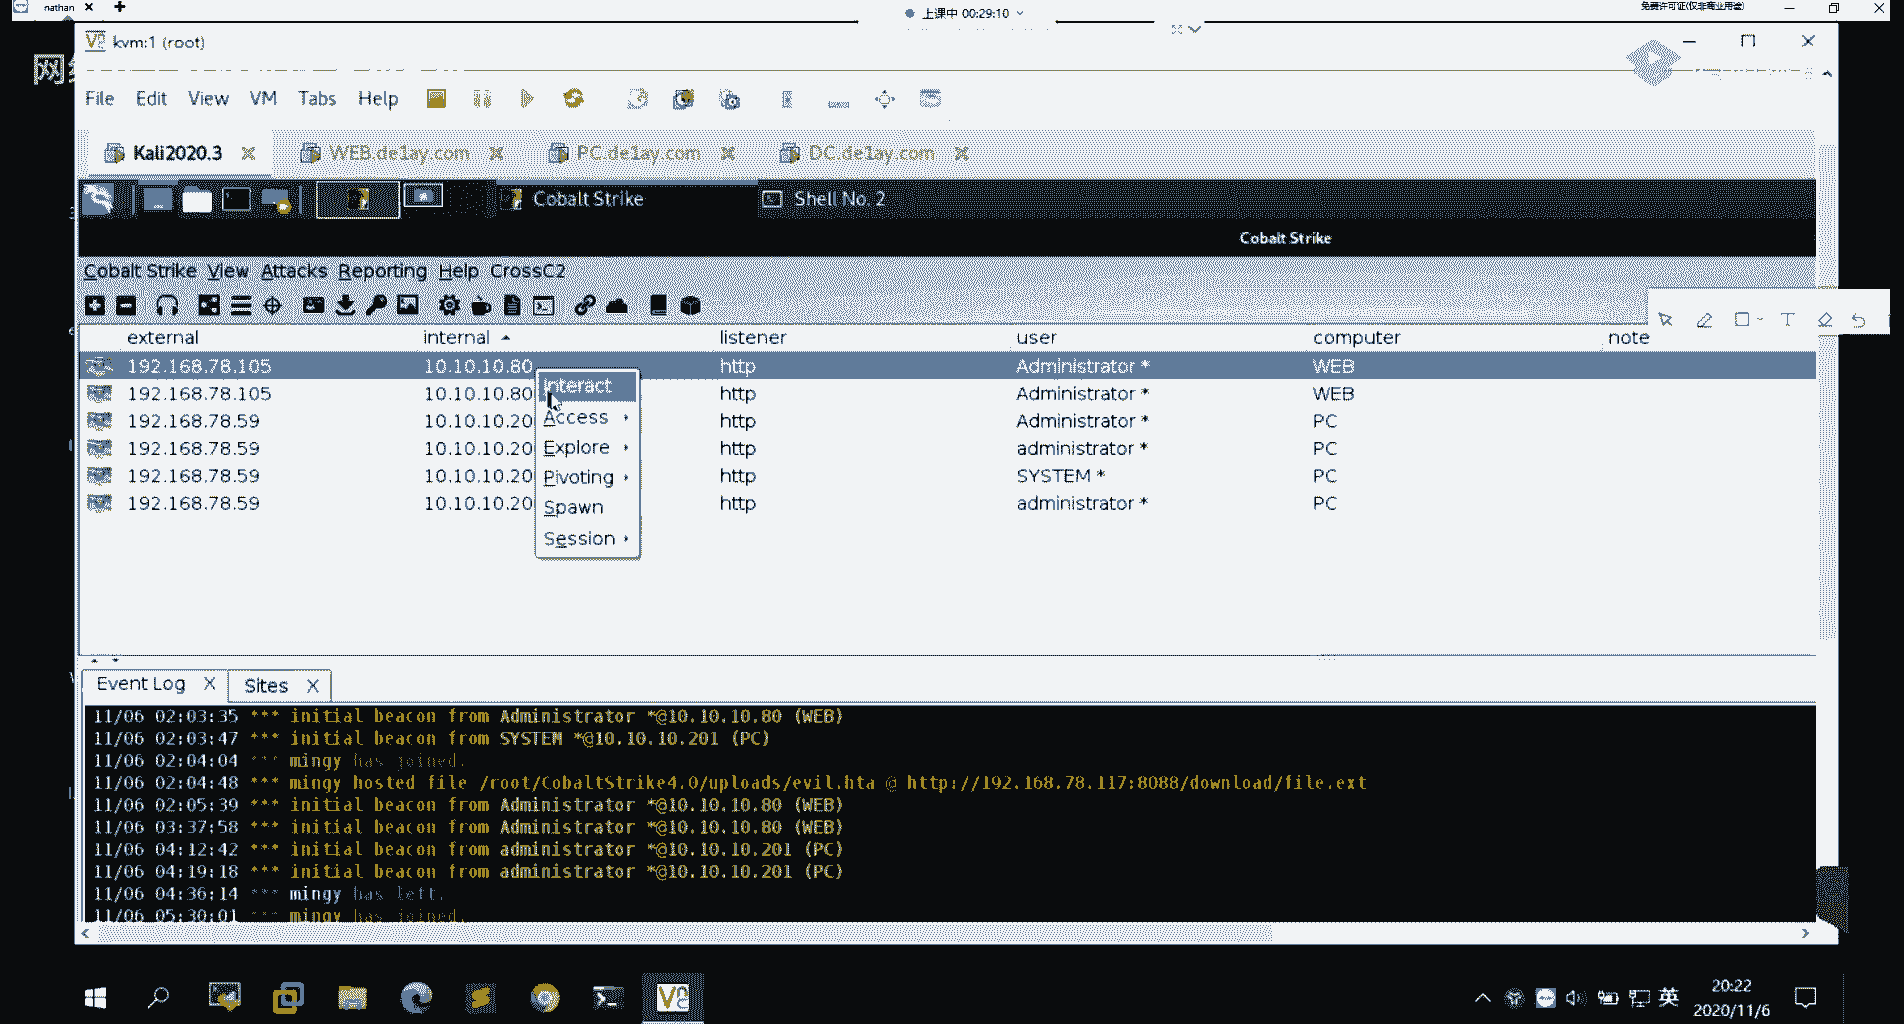 nathan
上课中 00:29:10
免费许可证(仅非商业用途)
kvm:1 (root)
File Edit View VM Tabs Help
Kali2020.3 WEB.delay.com PC.delay.com DC.delay.com
Cobalt Strike Shell No. 2
Cobalt Strike
Cobalt Strike View Attacks Reporting Help CrossC2
external internal listener user computer note
192.168.78.105 10.10.10.80 http Administrator * WEB
192.168.78.105 10.10.10.80 http Administrator * WEB
192.168.78.59 10.10.10.20 http Administrator * PC
192.168.78.59 10.10.10.20 http administrator * PC
192.168.78.59 10.10.10.20 http SYSTEM * PC
192.168.78.59 10.10.10.20 http administrator * PC
Interact
Access
Explore
Pivoting
Spawn
Session
Event Log X Sites X
11/06 02:03:35 *** initial beacon from Administrator *@10.10.10.80 (WEB)
11/06 02:03:47 *** initial beacon from SYSTEM *@10.10.10.201 (PC)
11/06 02:04:04 *** mingy has joined.
11/06 02:04:48 *** mingy hosted file /root/CobaltStrike4.0/uploads/evil.hta @ http://192.168.78.117:8088/download/file.ext
11/06 02:05:39 *** initial beacon from Administrator *@10.10.10.80 (WEB)
11/06 03:37:58 *** initial beacon from Administrator *@10.10.10.80 (WEB)
11/06 04:12:42 *** initial beacon from administrator *@10.10.10.201 (PC)
11/06 04:19:18 *** initial beacon from administrator *@10.10.10.201 (PC)
11/06 04:36:14 *** mingy has left.
11/06 05:30:01 *** mingy has joined.
英
20:22
2020/11/6